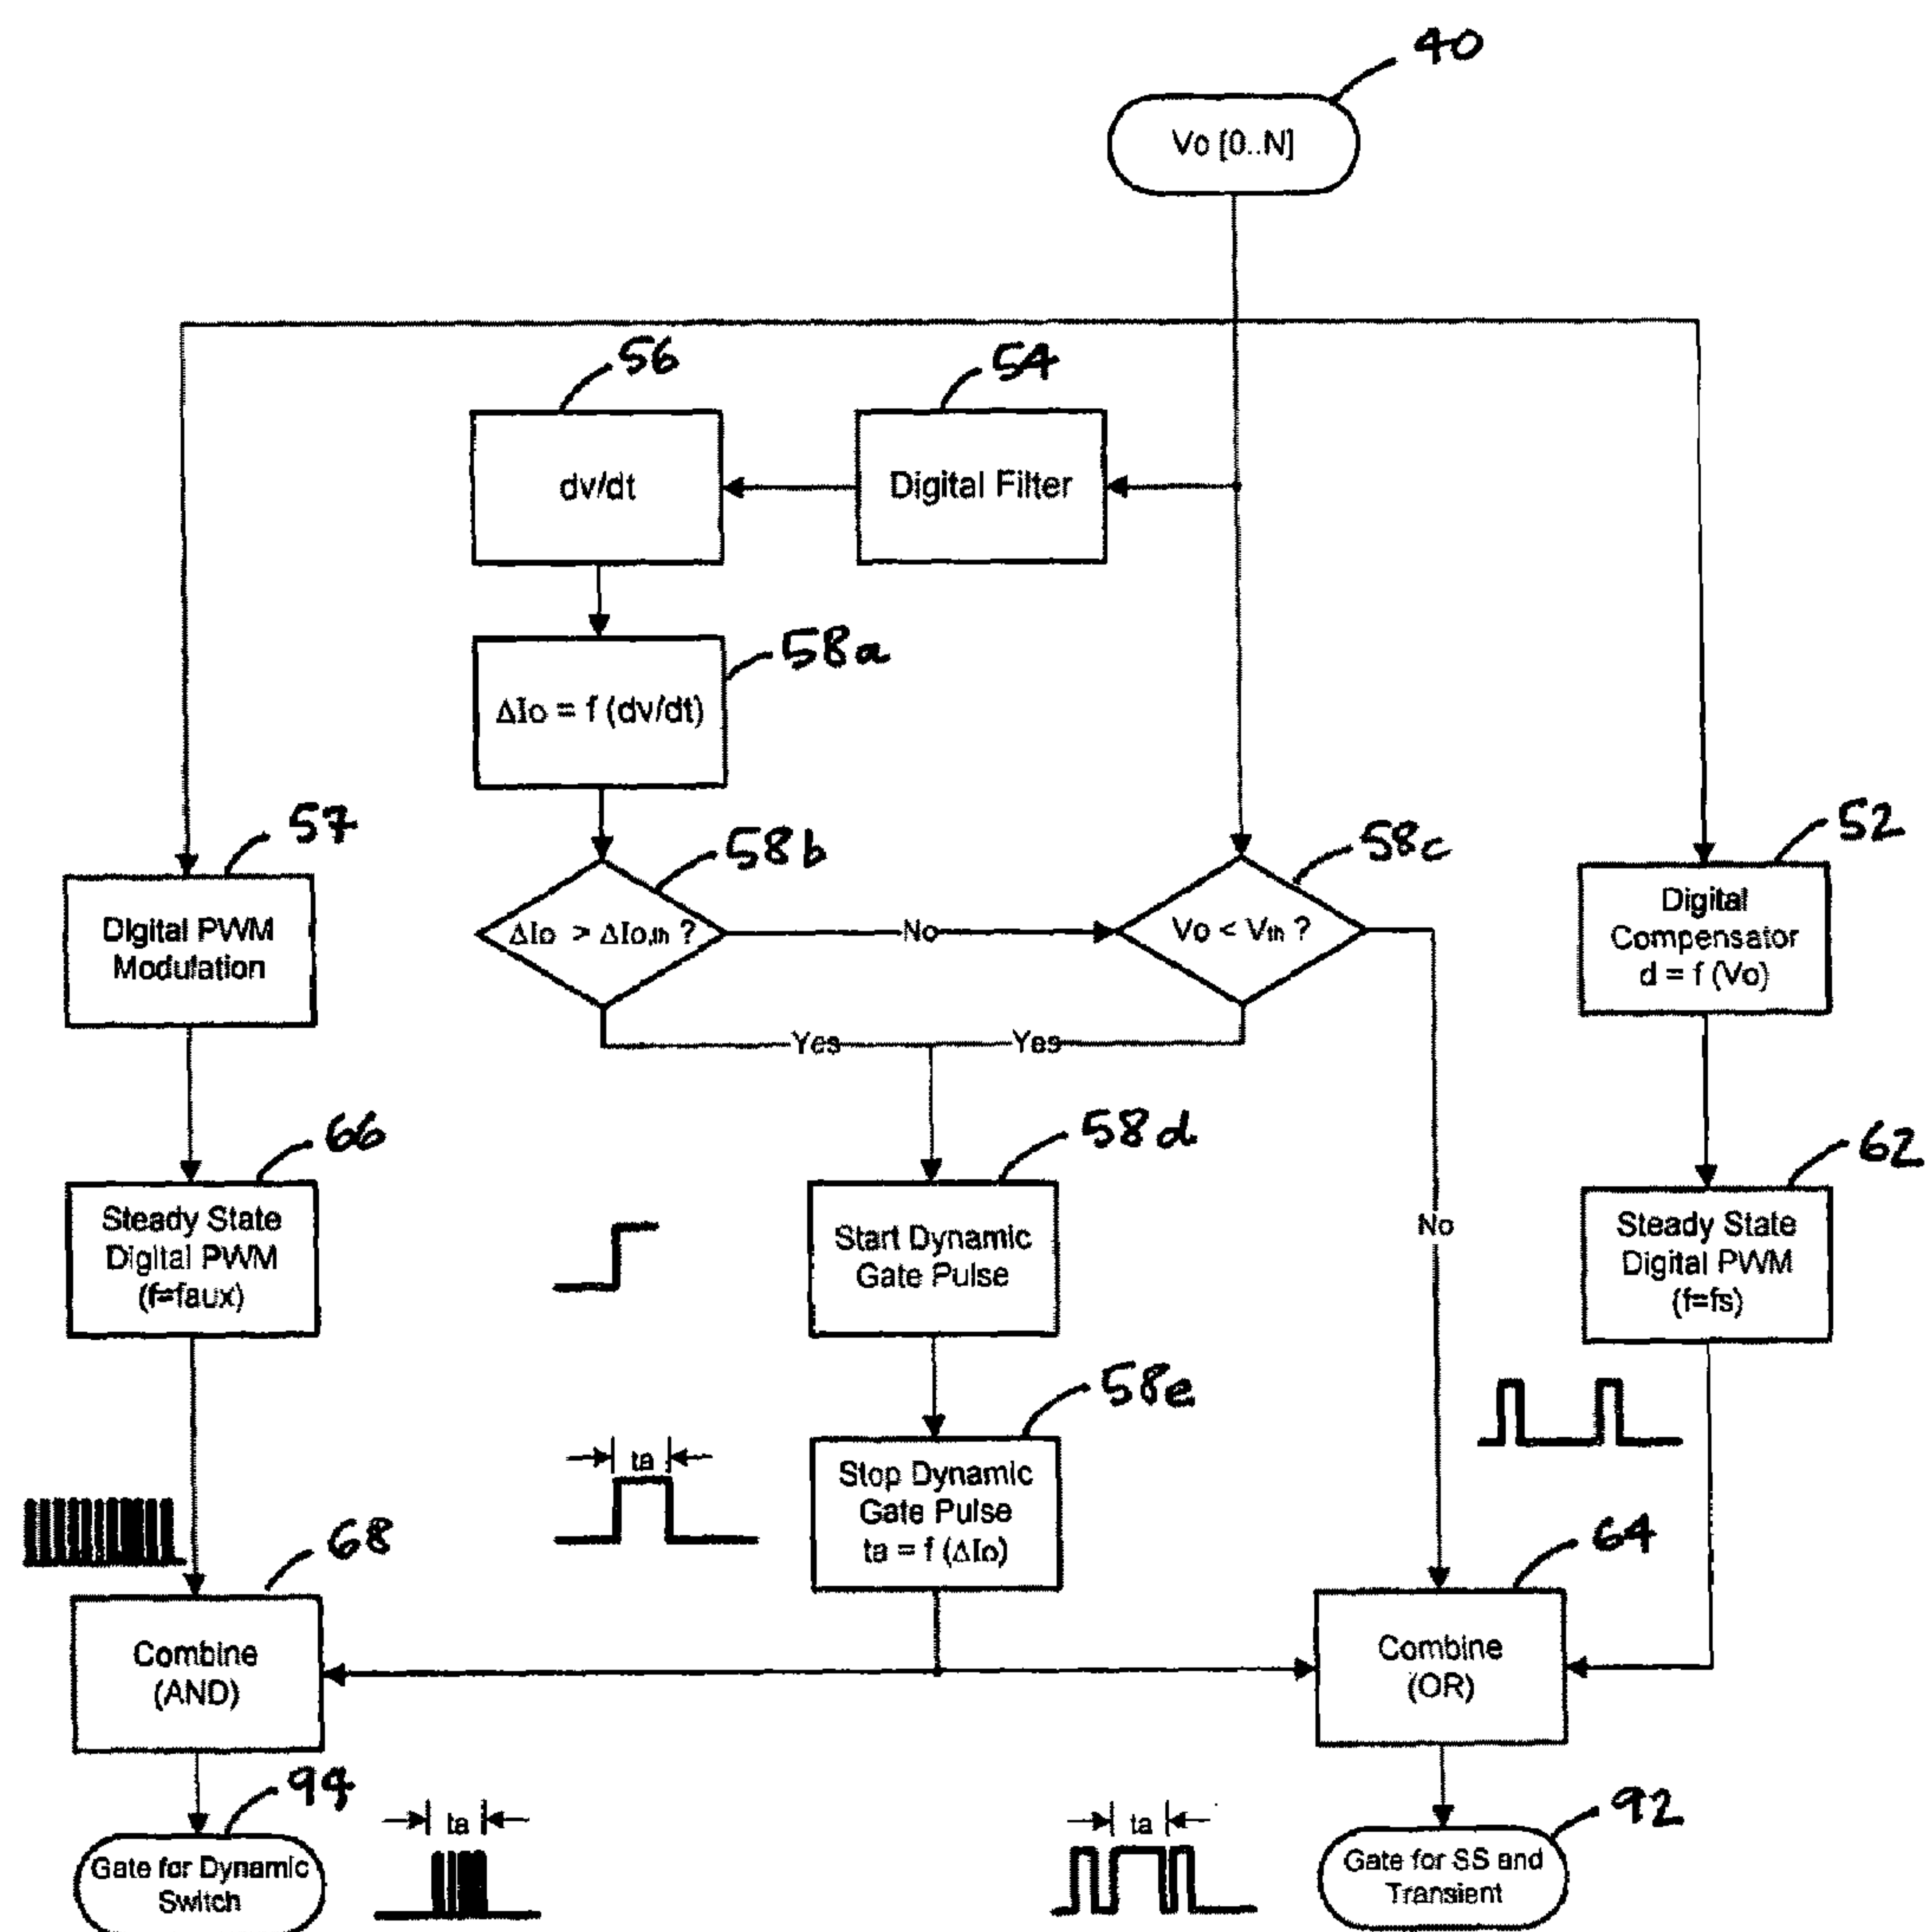 40
Vo [0..N]
56
54
dv/dt
Digital Filter
58a
ΔIo = f (dv/dt)
57
58b
58c
52
Digital PWM
Modulation
ΔIo > ΔIo,th ?
No
Vo < Vth ?
Digital
Compensator
d = f (Vo)
Yes
Yes
66
58d
62
Steady State
Digital PWM
(f=faux)
Start Dynamic
Gate Pulse
No
Steady State
Digital PWM
(f=fs)
58e
ta
Stop Dynamic
Gate Pulse
ta = f (ΔIo)
68
64
Combine
(AND)
Combine
(OR)
94
ta
ta
92
Gate for Dynamic
Switch
Gate for SS and
Transient